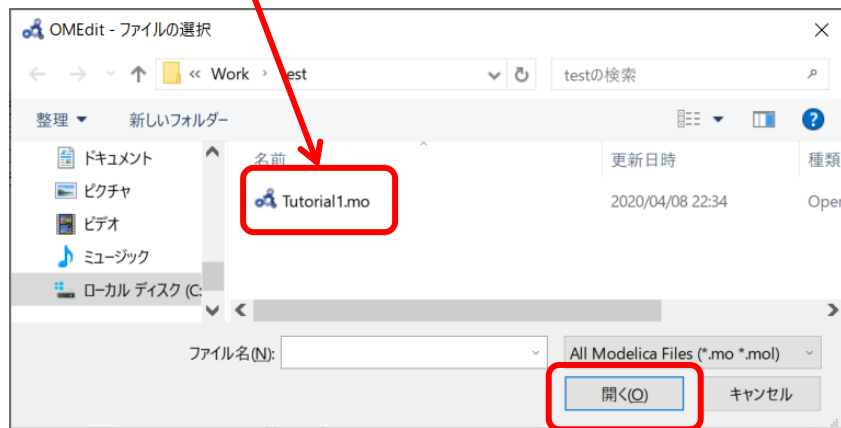 OMEdit - ファイルの選択
« Work › test
testの検索
整理 新しいフォルダー
ドキュメント
ピクチャ
ビデオ
ミュージック
ローカル ディスク (C:
名前 更新日時 種類
Tutorial1.mo 2020/04/08 22:34 Oper
ファイル名(N): All Modelica Files (*.mo *.mol)
開く(O) キャンセル